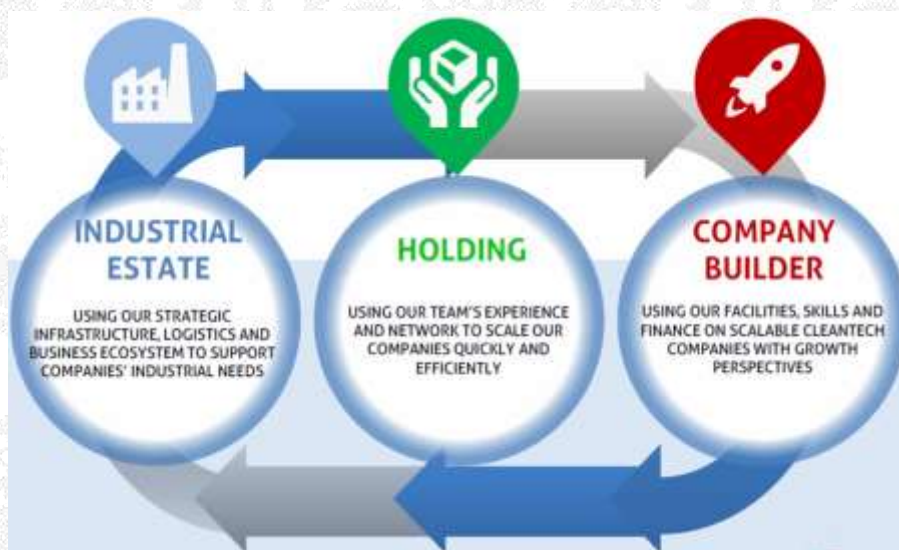 INDUSTRIAL
ESTATE
USING OUR STRATEGIC
INFRASTRUCTURE, LOGISTICS AND
BUSINESS ECOSYSTEM TO SUPPORT
COMPANIES' INDUSTRIAL NEEDS
HOLDING
USING OUR TEAM'S EXPERIENCE
AND NETWORK TO SCALE OUR
COMPANIES QUICKLY AND
EFFICIENTLY
COMPANY
BUILDER
USING OUR FACILITIES, SKILLS AND
FINANCE ON SCALABLE CLEANTECH
COMPANIES WITH GROWTH
PERSPECTIVES